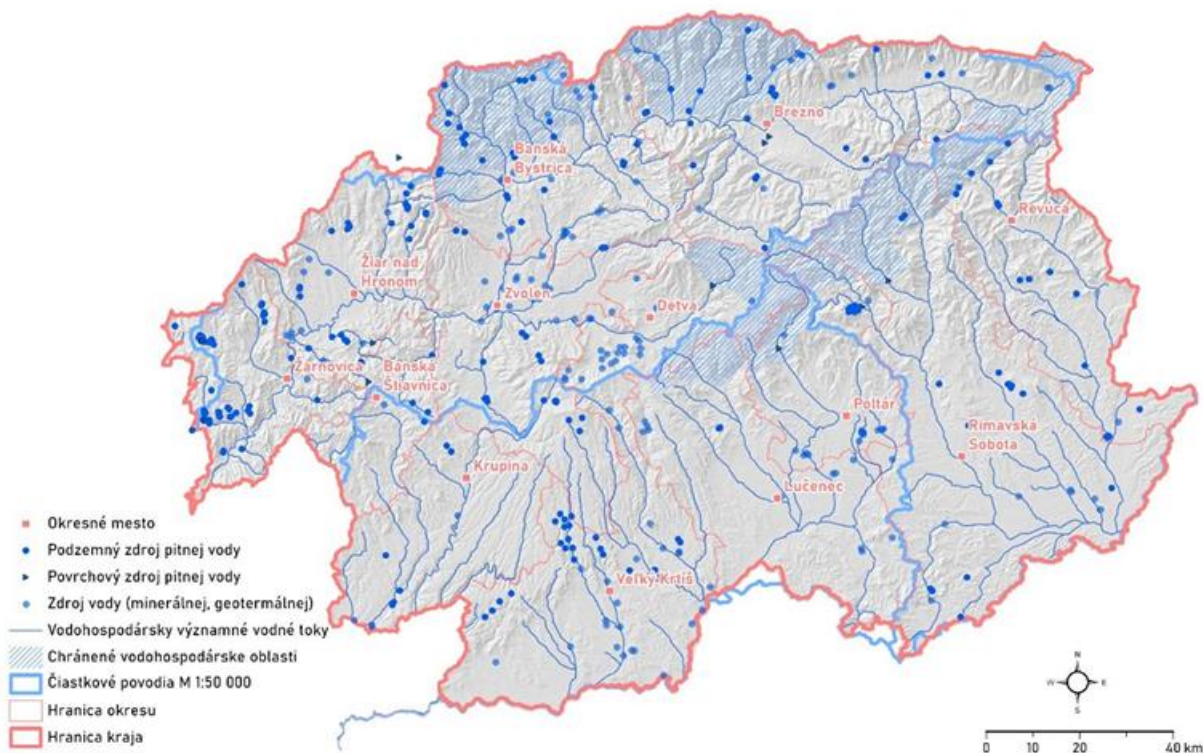 Brezno
Banská
Bystrica
Revúca
Žiar nad
Hronom
Zvolen
Detva
Žarnovica
Banská
Štiavnica
Poltár
Rimavská
Sobota
Krupina
Lučenec
Veľký Krtíš
Okresné mesto
Podzemný zdroj pitnej vody
Povrchový zdroj pitnej vody
Zdroj vody (minerálnej, geotermálnej)
Vodohospodársky významné vodné toky
Chránené vodohospodárske oblasti
Čiastkové povodia M 1:50 000
Hranica okresu
Hranica kraja
N
W E
S
0 10 20 40 km